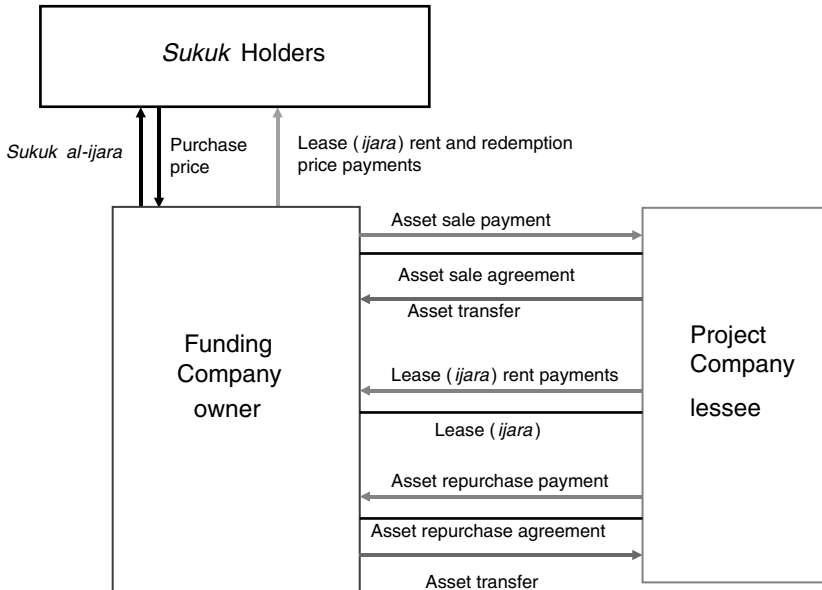 Sukuk Holders
Sukuk al-ijara
Purchase
price
Lease (ijara) rent and redemption
price payments
Asset sale payment
Asset sale agreement
Asset transfer
Funding
Company
owner
Project
Company
lessee
Lease (ijara) rent payments
Lease (ijara)
Asset repurchase payment
Asset repurchase agreement
Asset transfer